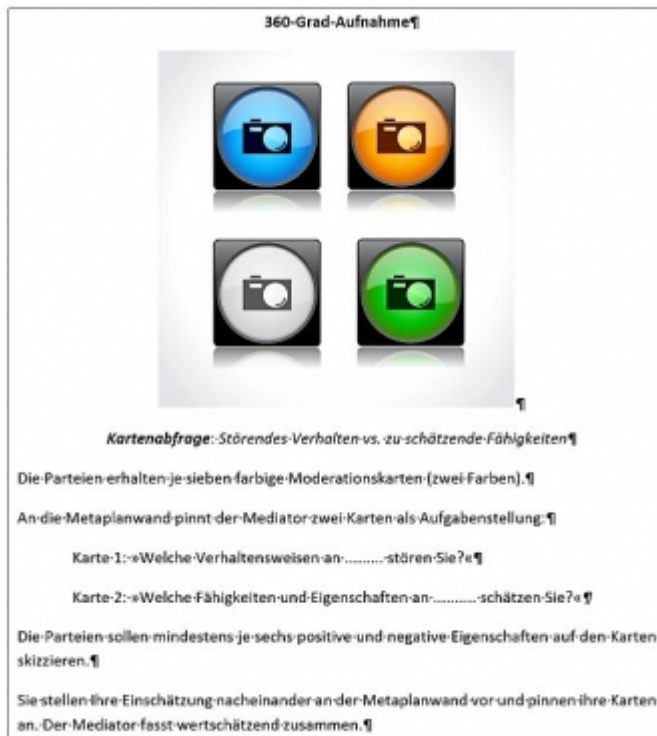 360-Grad-Aufnahme¶
¶
Kartenabfrage:·Störendes·Verhalten·vs.·zu·schätzende·Fähigkeiten¶
Die·Parteien·erhalten·je·sieben·farbige·Moderationskarten·(zwei·Farben).¶
An·die·Metaplanwand·pinnt·der·Mediator·zwei·Karten·als·Aufgabenstellung:¶
Karte·1:·»Welche·Verhaltensweisen·an·.........·stören·Sie?«¶
Karte·2:·»Welche·Fähigkeiten·und·Eigenschaften·an·..........·schätzen·Sie?«¶
Die·Parteien·sollen·mindestens·je·sechs·positive·und·negative·Eigenschaften·auf·den·Karten
skizzieren.¶
Sie·stellen·ihre·Einschätzung·nacheinander·an·der·Metaplanwand·vor·und·pinnen·ihre·Karten
an.·Der·Mediator·fasst·wertschätzend·zusammen.¶